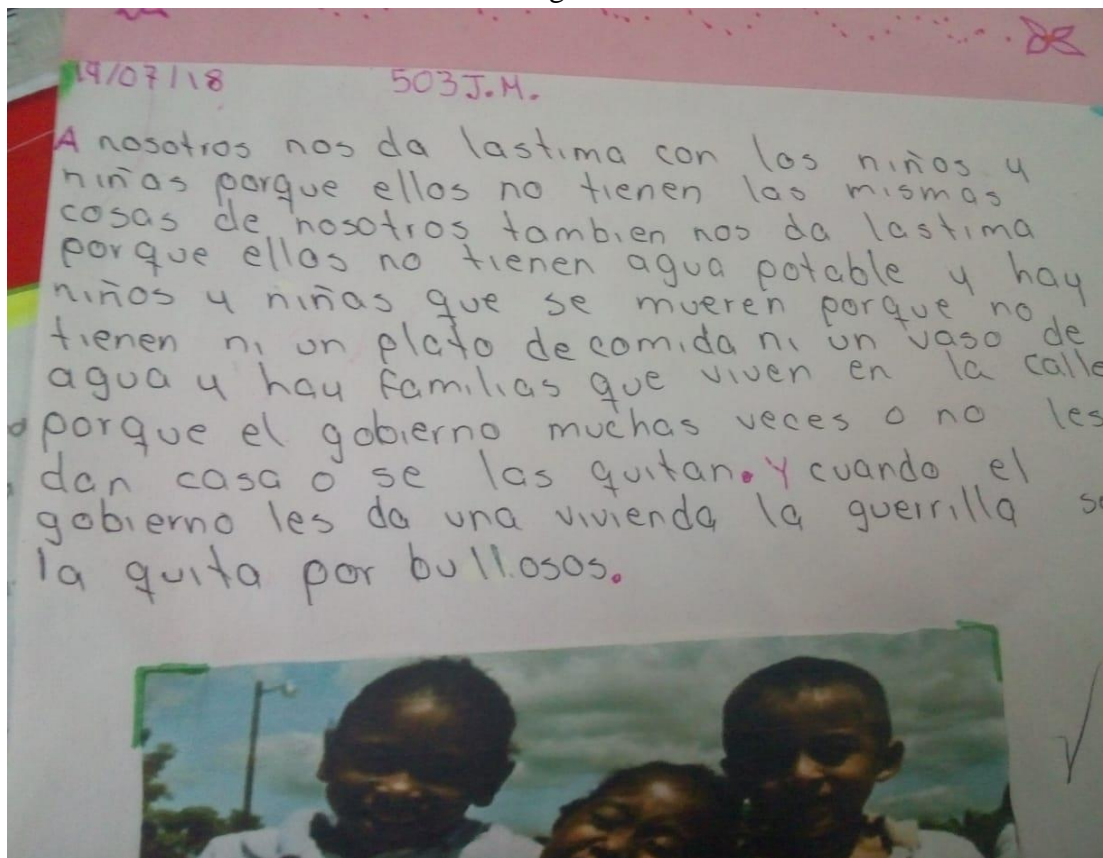 19/07/18 503 J.M.
A nosotros nos da lastima con los niños y
niñas porque ellos no tienen las mismas
cosas de nosotros tambien nos da lastima
porque ellos no tienen agua potable y hay
niños y niñas que se mueren porque no
tienen ni un plato de comida ni un vaso de
agua y hay familias que viven en la calle
porque el gobierno muchas veces o no les
dan casa o se las quitan. Y cuando el
gobierno les da una vivienda la guerrilla
la quita por bullosos.